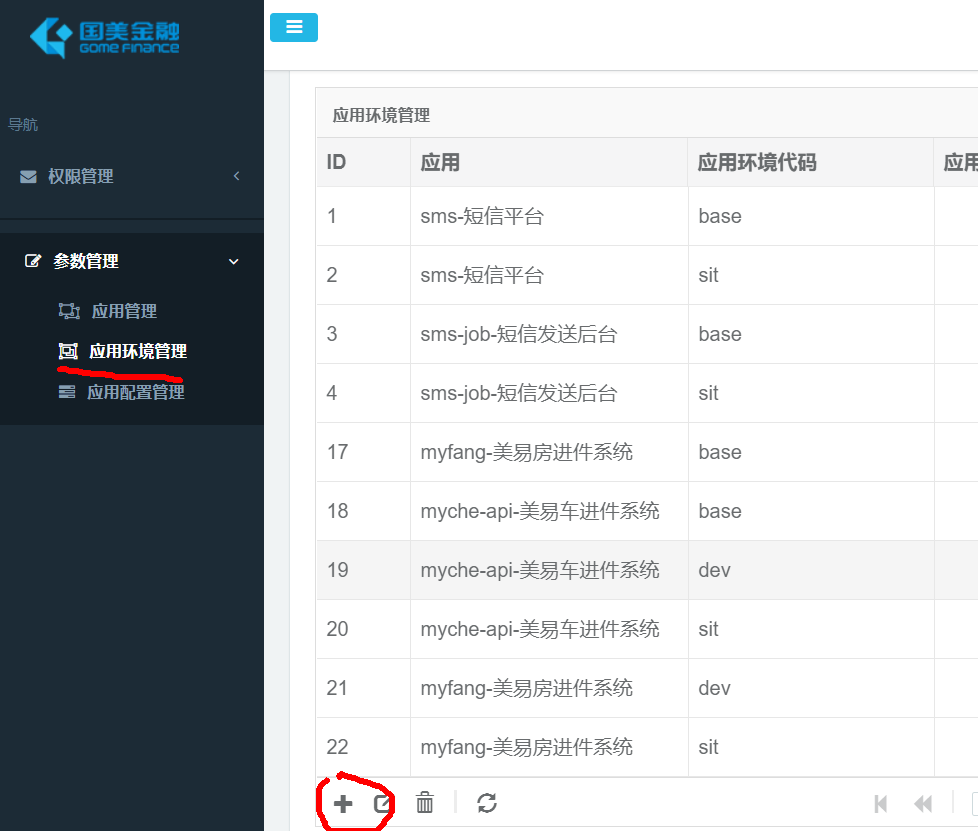 国美金融
GOME FINANCE
导航
权限管理
参数管理
应用管理
应用环境管理
应用配置管理
应用环境管理
ID 应用 应用环境代码 应用
1 sms-短信平台 base
2 sms-短信平台 sit
3 sms-job-短信发送后台 base
4 sms-job-短信发送后台 sit
17 myfang-美易房进件系统 base
18 myche-api-美易车进件系统 base
19 myche-api-美易车进件系统 dev
20 myche-api-美易车进件系统 sit
21 myfang-美易房进件系统 dev
22 myfang-美易房进件系统 sit